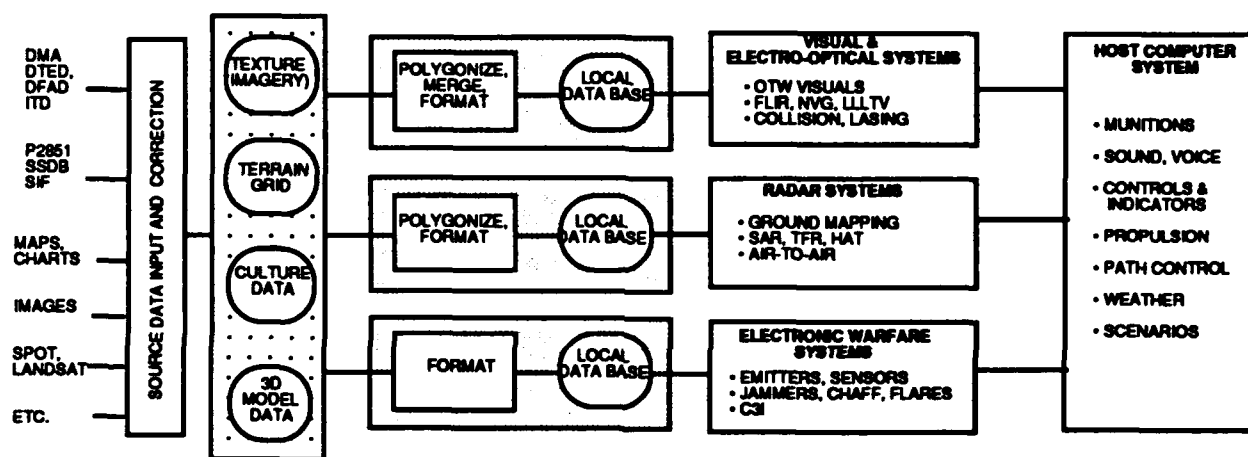 DMA
DTED,
DFAD
ITD
P2851
SSDB
SIF
MAPS,
CHARTS
IMAGES
SPOT,
LANDSAT
ETC.
SOURCE DATA INPUT AND CORRECTION
TEXTURE
IMAGERY)
TERRAIN
GRID
CULTURE
DATA
3D
MODEL
DATA
POLYGONIZE,
MERGE,
FORMAT
LOCAL
DATA BASE
POLYGONIZE,
FORMAT
LOCAL
DATA BASE
FORMAT
LOCAL
DATA BASE
VISUAL &
ELECTRO-OPTICAL SYSTEMS
• OTW VISUALS
• FLIR, NVG, LLLTV
• COLLISION, LASING
RADAR SYSTEMS
• GROUND MAPPING
• SAR, TFR, HAT
• AIR-TO-AIR
ELECTRONIC WARFARE
SYSTEMS
• EMITTERS, SENSORS
• JAMMERS, CHAFF, FLARES
• C3I
HOST COMPUTER
SYSTEM
• MUNITIONS
• SOUND, VOICE
• CONTROLS &
INDICATORS
• PROPULSION
• PATH CONTROL
• WEATHER
• SCENARIOS